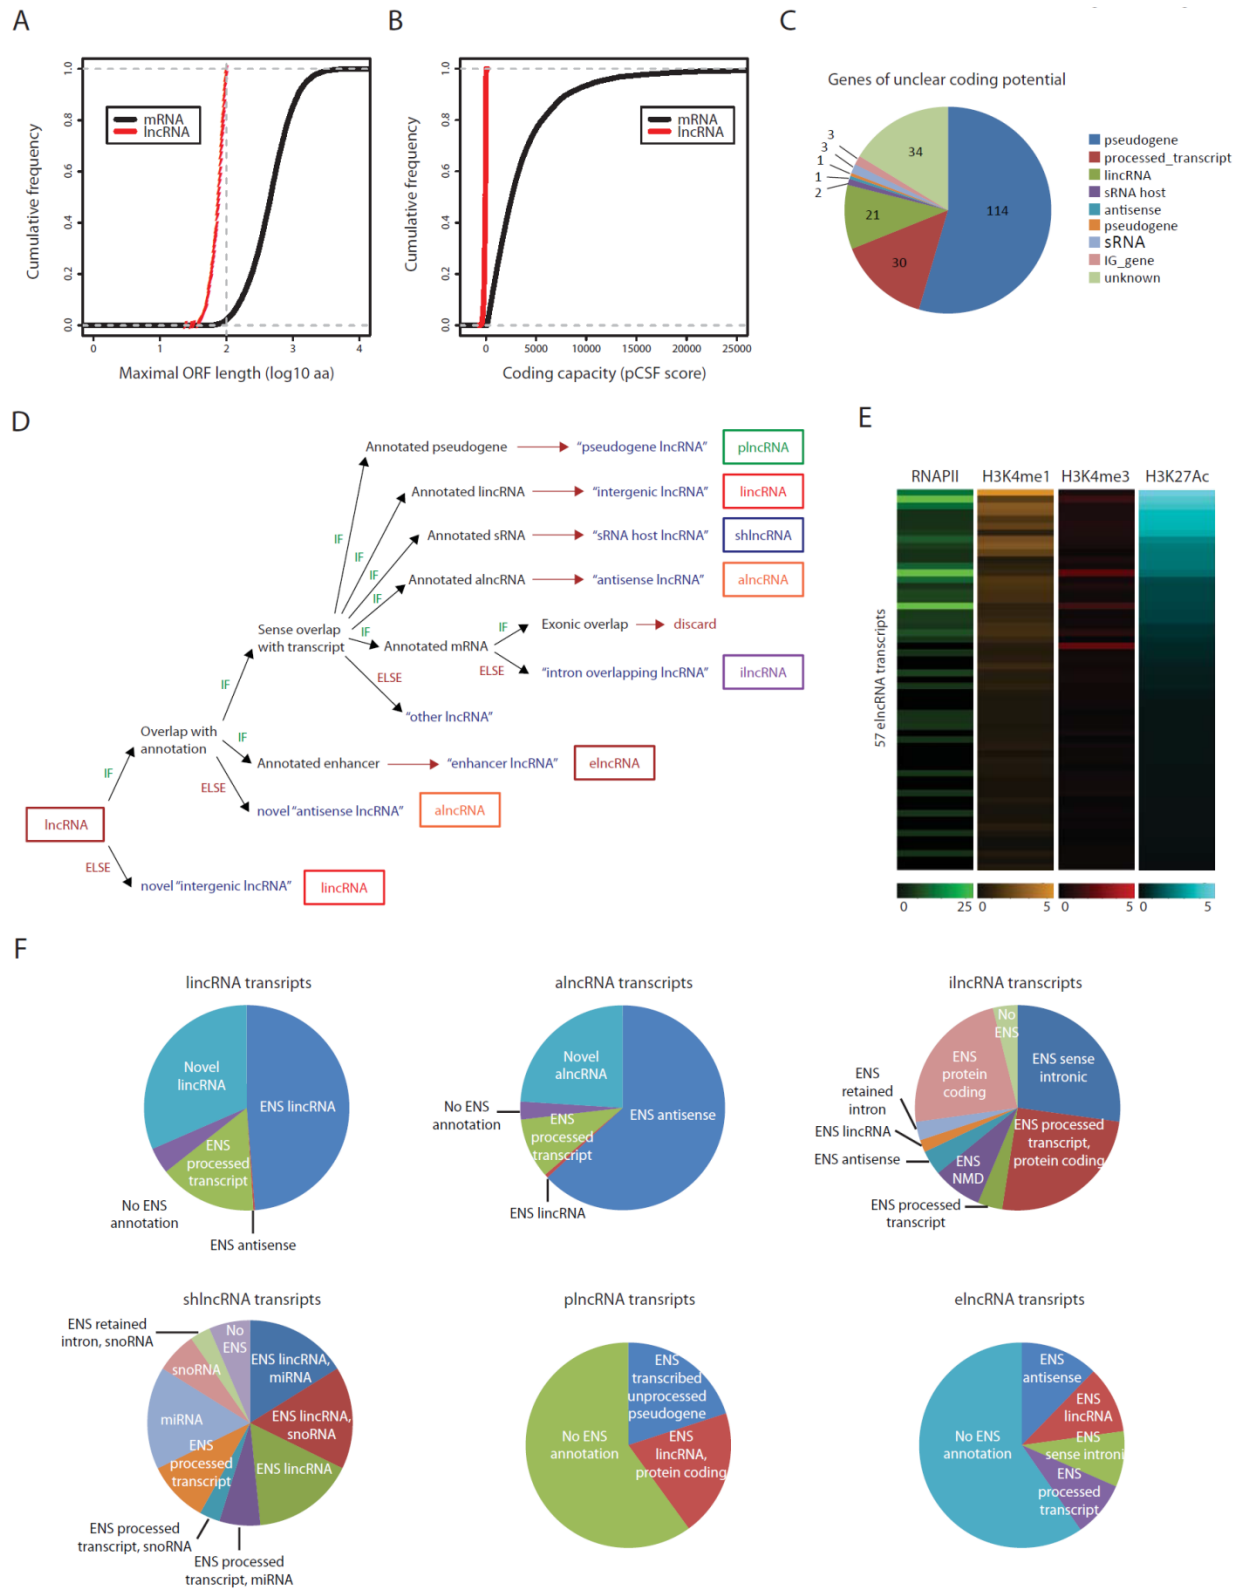 A
B
C
Genes of unclear coding potential
1.0
0.8
0.6
0.4
0.2
0.0
Cumulative frequency
mRNA
lncRNA
0
1
2
3
4
Maximal ORF length (log10 aa)
1.0
0.8
0.6
0.4
0.2
0.0
Cumulative frequency
mRNA
lncRNA
0
5000
10000
15000
20000
25000
Coding capacity (pCSF score)
3
3
1
1
2
34
21
30
114
pseudogene
processed_transcript
lincRNA
sRNA host
antisense
pseudogene
sRNA
IG_gene
unknown
D
Annotated pseudogene
"pseudogene lncRNA"
plncRNA
IF
Annotated lincRNA
"intergenic lncRNA"
lincRNA
IF
Annotated sRNA
"sRNA host lncRNA"
shlncRNA
IF
Annotated alncRNA
"antisense lncRNA"
alncRNA
IF
Sense overlap
with transcript
IF
Annotated mRNA
IF
Exonic overlap
discard
ELSE
"intron overlapping lncRNA"
ilncRNA
ELSE
"other lncRNA"
IF
Overlap with
annotation
IF
Annotated enhancer
"enhancer lncRNA"
elncRNA
ELSE
novel "antisense lncRNA"
alncRNA
IF
lncRNA
ELSE
novel "intergenic lncRNA"
lincRNA
E
RNAPII
H3K4me1
H3K4me3
H3K27Ac
57 elncRNA transcripts
0
25
0
5
0
5
0
5
F
lincRNA transripts
Novel
lincRNA
ENS lincRNA
ENS
processed
transcript
No ENS
annotation
ENS antisense
alncRNA transripts
Novel
alncRNA
No ENS
annotation
ENS antisense
ENS
processed
transcript
ENS lincRNA
ilncRNA transcripts
No
ENS
ENS sense
intronic
ENS
protein
coding
ENS
retained
intron
ENS lincRNA
ENS antisense
ENS processed
transcript,
protein coding
ENS
NMD
ENS processed
transcript
shlncRNA transripts
ENS retained
intron, snoRNA
No
ENS
ENS lincRNA,
miRNA
snoRNA
miRNA
ENS lincRNA,
snoRNA
ENS
processed
transcript
ENS lincRNA
ENS processed
transcript, snoRNA
ENS processed
transcript, miRNA
plncRNA transripts
ENS
transcribed
unprocessed
pseudogene
No ENS
annotation
ENS
lincRNA,
protein coding
elncRNA transripts
ENS
antisense
ENS
lincRNA
No ENS
annotation
ENS
sense intronic
ENS
processed
transcript